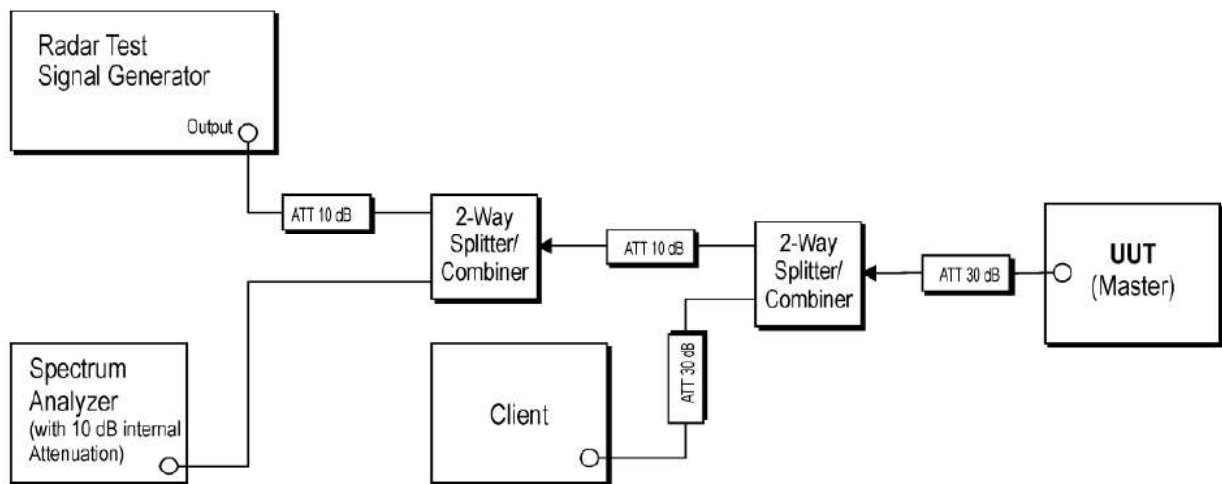 Radar Test
Signal Generator
Output
ATT 10 dB
2-Way
Splitter/
Combiner
ATT 10 dB
2-Way
Splitter/
Combiner
ATT 30 dB
UUT
(Master)
Spectrum
Analyzer
(with 10 dB internal
Attenuation)
Client
ATT 30 dB